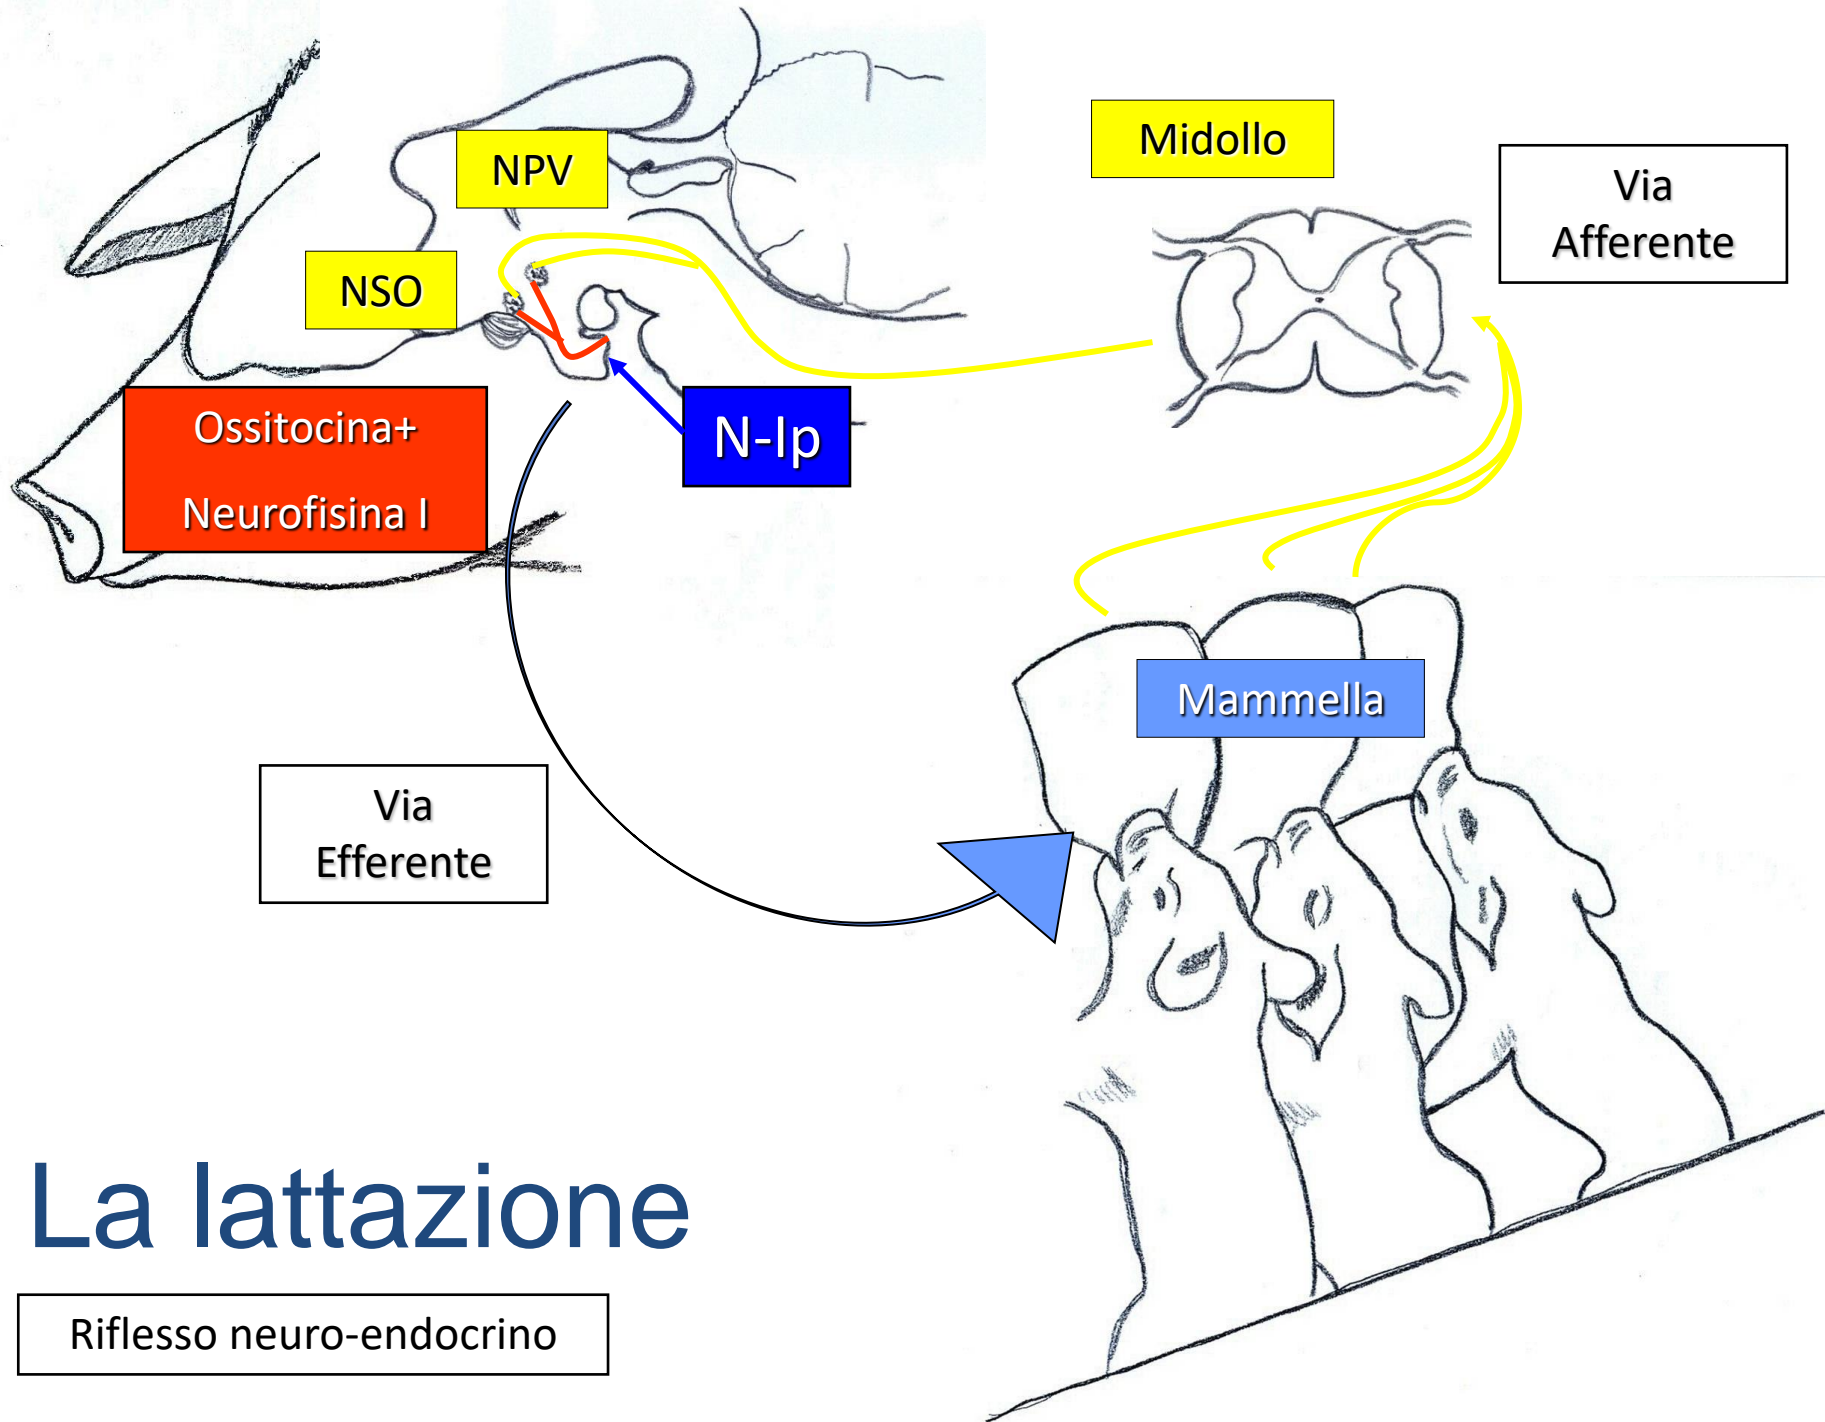 NPV
Midollo
Via
Afferente
NSO
Ossitocina+
Neurofisina I
N-Ip
Mammella
Via
Efferente
La lattazione
Riflesso neuro-endocrino